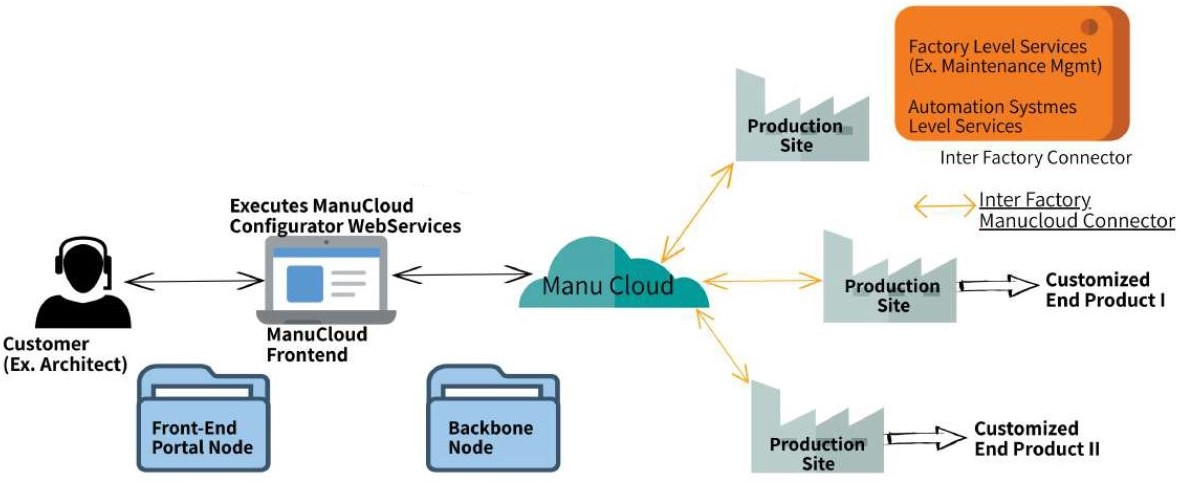 Factory Level Services
(Ex. Maintenance Mgmt)
Automation Systmes
Level Services
Production
Site
Inter Factory Connector
Inter Factory
Manucloud Connector
Executes ManuCloud
Configurator WebServices
Manu Cloud
Production
Site
Customized
End Product I
ManuCloud
Frontend
Customer
(Ex. Architect)
Front-End
Portal Node
Backbone
Node
Production
Site
Customized
End Product II